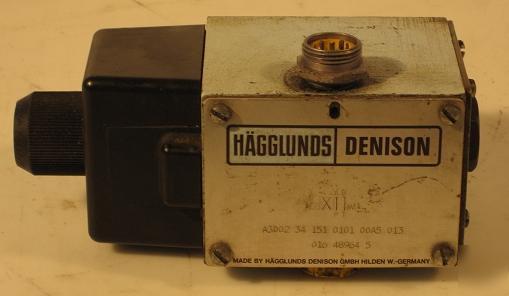 HÄGGLUNDS DENISON
A3D02 34 151 0101 00A5 013
016 48964 5
MADE BY HÄGGLUNDS DENISON GMBH HILDEN W.-GERMANY